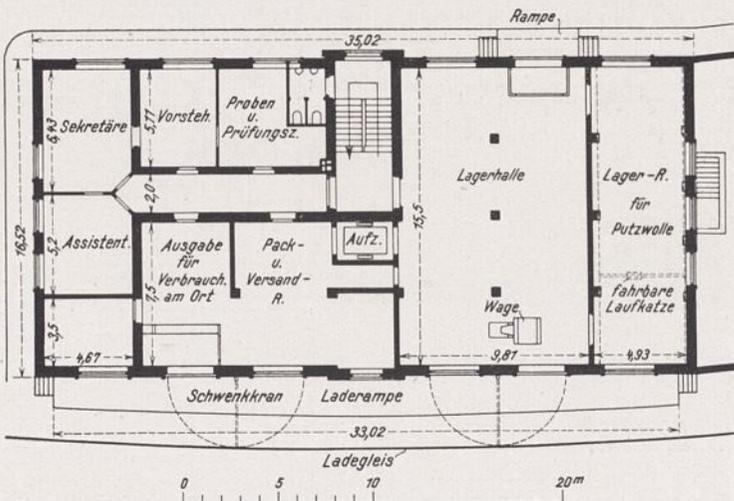 Rampe
35,02
16,52
6,43
Sekretäre
5,77
Vorsteh.
Proben
u.
Prüfungsz.
Lagerhalle
15,5
Lager-R.
für
Putzwolle
fahrbare
Laufkatze
2,0
5,2
Assistent.
Ausgabe
für
Verbrauch.
am Ort
7,5
Pack-
u.
Versand-
R.
Aufz.
Wage
3,5
4,67
9,81
4,93
Schwenkkran
Laderampe
33,02
Ladegleis
0
5
10
20m